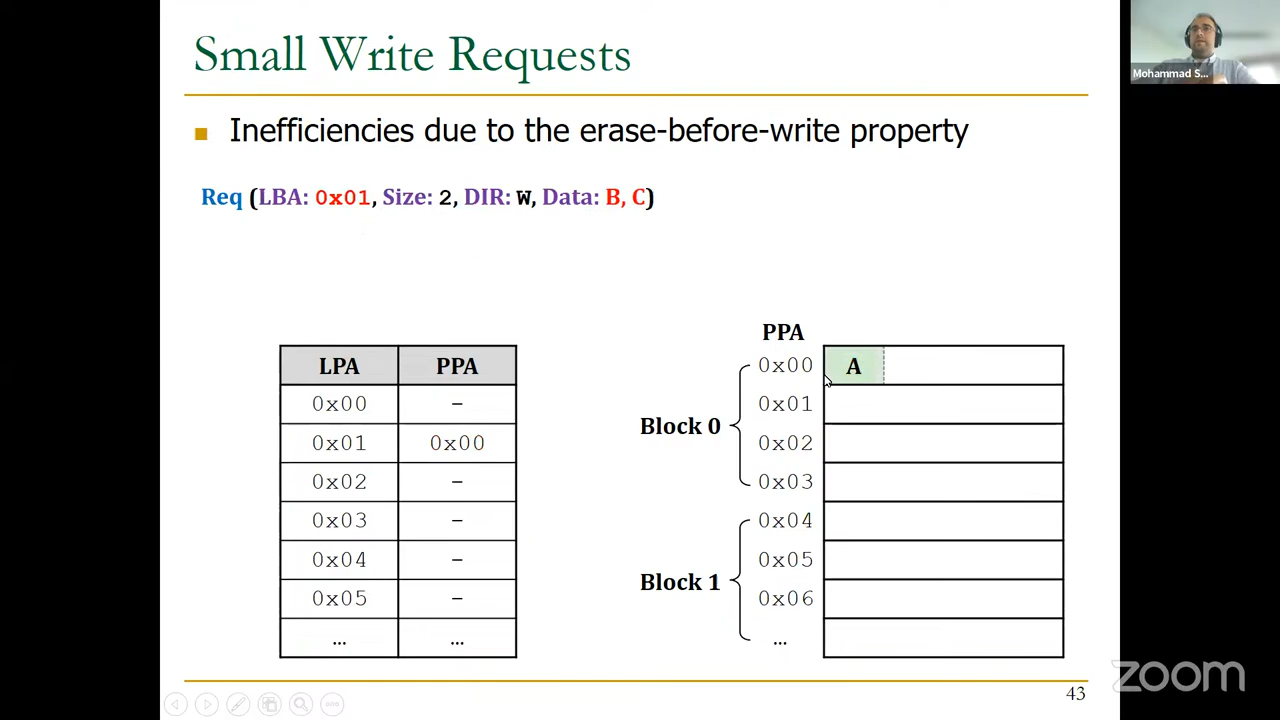 Small Write Requests
Mohammad S...
Inefficiencies due to the erase-before-write property
Req (LBA: 0x01, Size: 2, DIR: W, Data: B, C)
LPA PPA
0x00 –
0x01 0x00
0x02 –
0x03 –
0x04 –
0x05 –
... ...
PPA
Block 0
Block 1
0x00 A
0x01
0x02
0x03
0x04
0x05
0x06
...
43
zoom